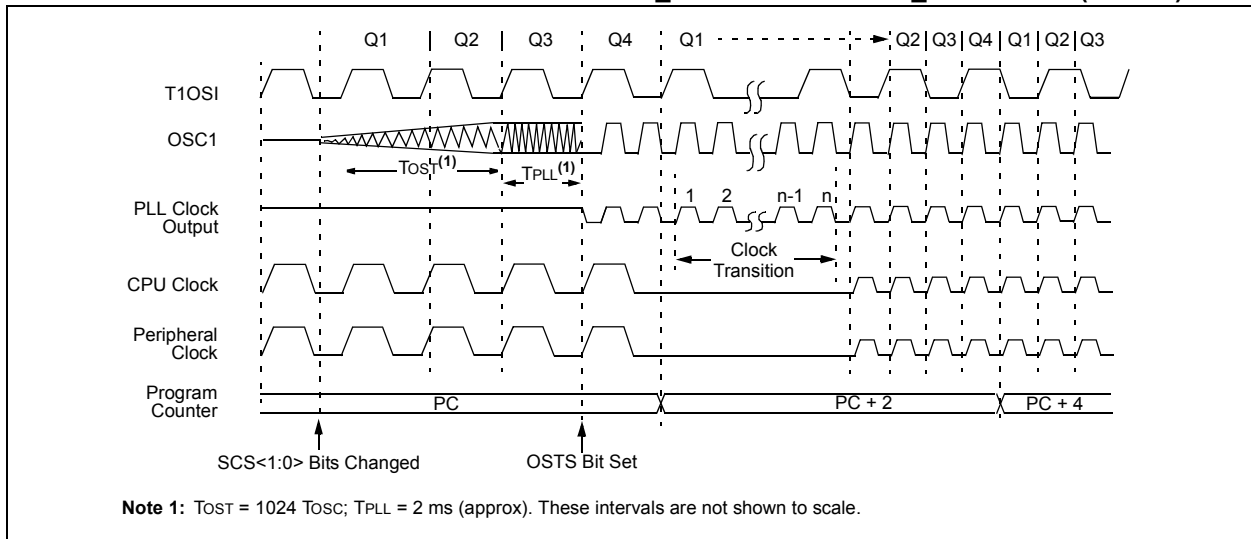 Q1 Q2 Q3 Q4 Q1 Q2 Q3 Q4 Q1 Q2 Q3
T1OSI
OSC1
TOST(1)
TPLL(1)
1 2 n-1 n
PLL Clock
Output
Clock
Transition
CPU Clock
Peripheral
Clock
Program
Counter
PC PC + 2 PC + 4
SCS<1:0> Bits Changed
OSTS Bit Set
Note 1: TOST = 1024 TOSC; TPLL = 2 ms (approx). These intervals are not shown to scale.